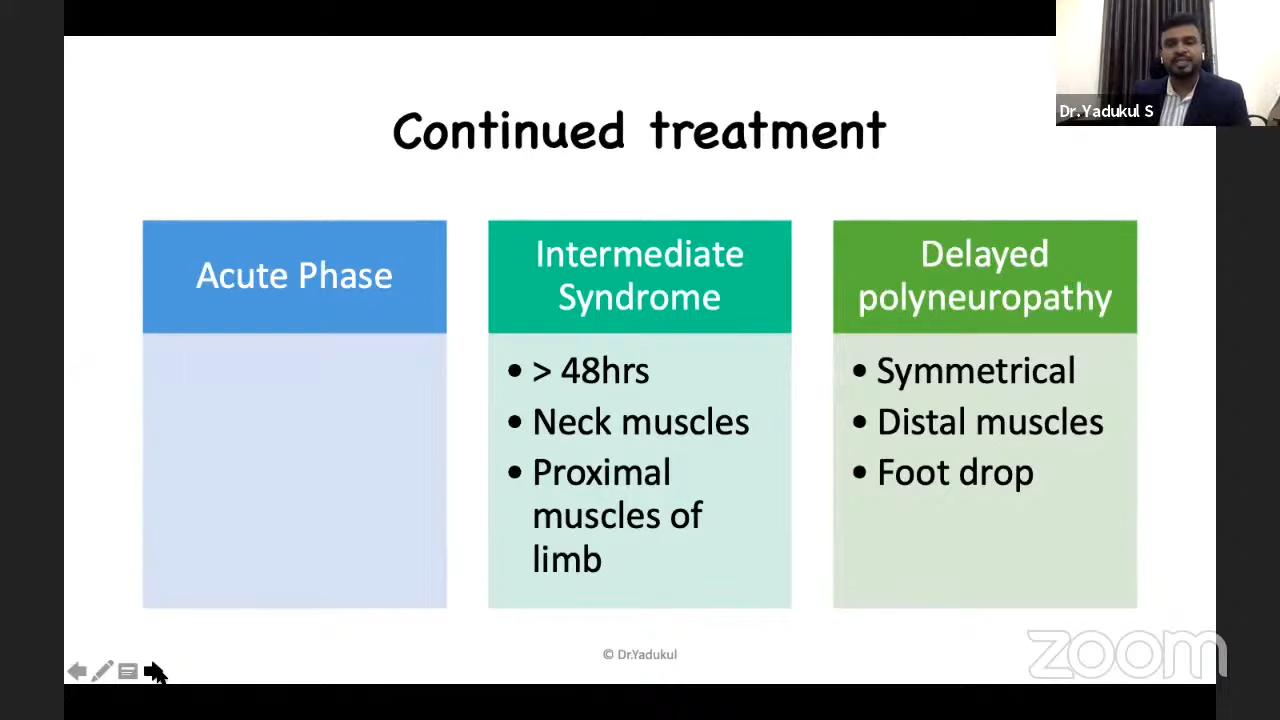 Dr.Yadukul S
Continued treatment
Acute Phase
Intermediate
Syndrome
• > 48hrs
• Neck muscles
• Proximal
muscles of
limb
Delayed
polyneuropathy
• Symmetrical
• Distal muscles
• Foot drop
© Dr.Yadukul
zoom